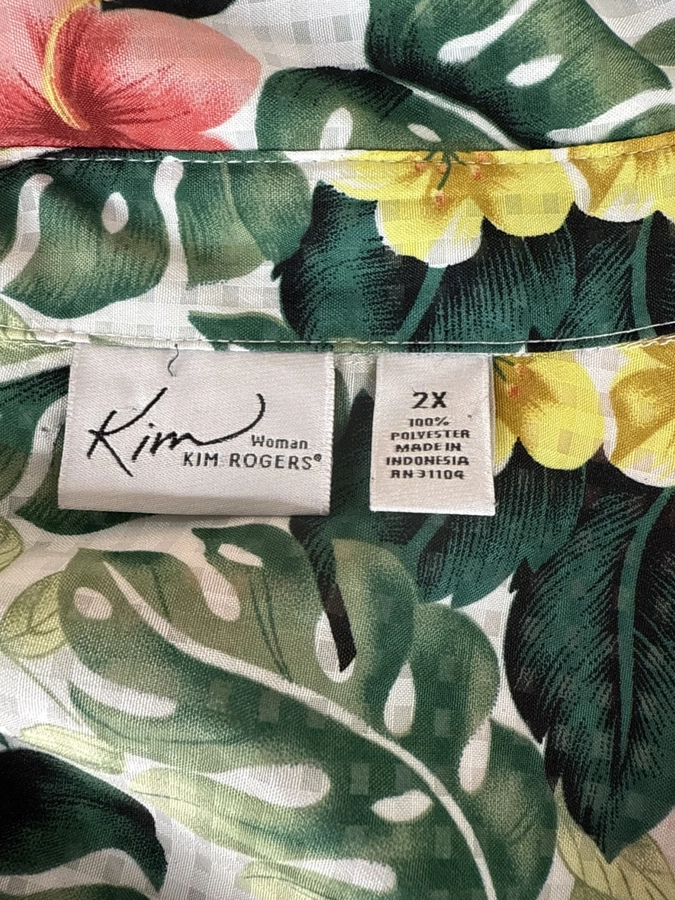 Kim
Woman
KIM ROGERS®
2X
100%
POLYESTER
MADE IN
INDONESIA
RN 31104